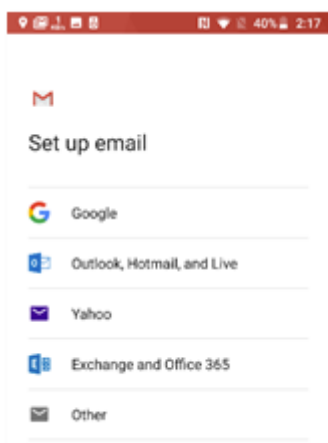 40% 2:17
Set up email
Google
Outlook, Hotmail, and Live
Yahoo
Exchange and Office 365
Other